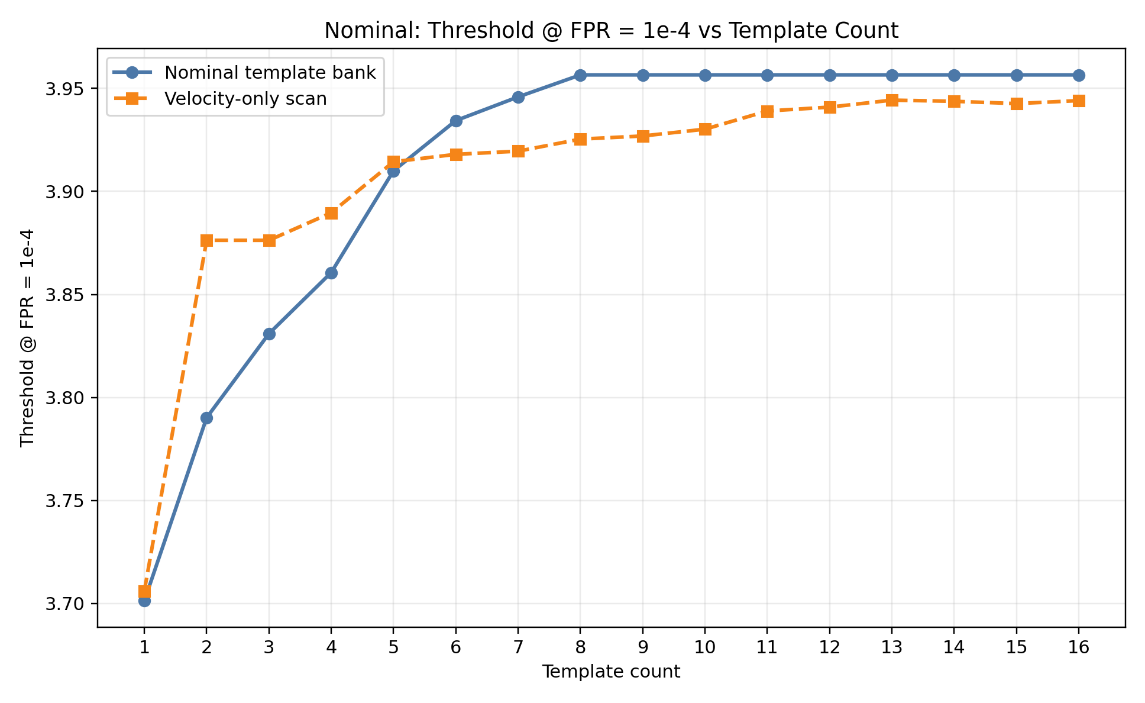 Nominal: Threshold @ FPR = 1e-4 vs Template Count
Nominal template bank
Velocity-only scan
Threshold @ FPR = 1e-4
3.95
3.90
3.85
3.80
3.75
3.70
1 2 3 4 5 6 7 8 9 10 11 12 13 14 15 16
Template count